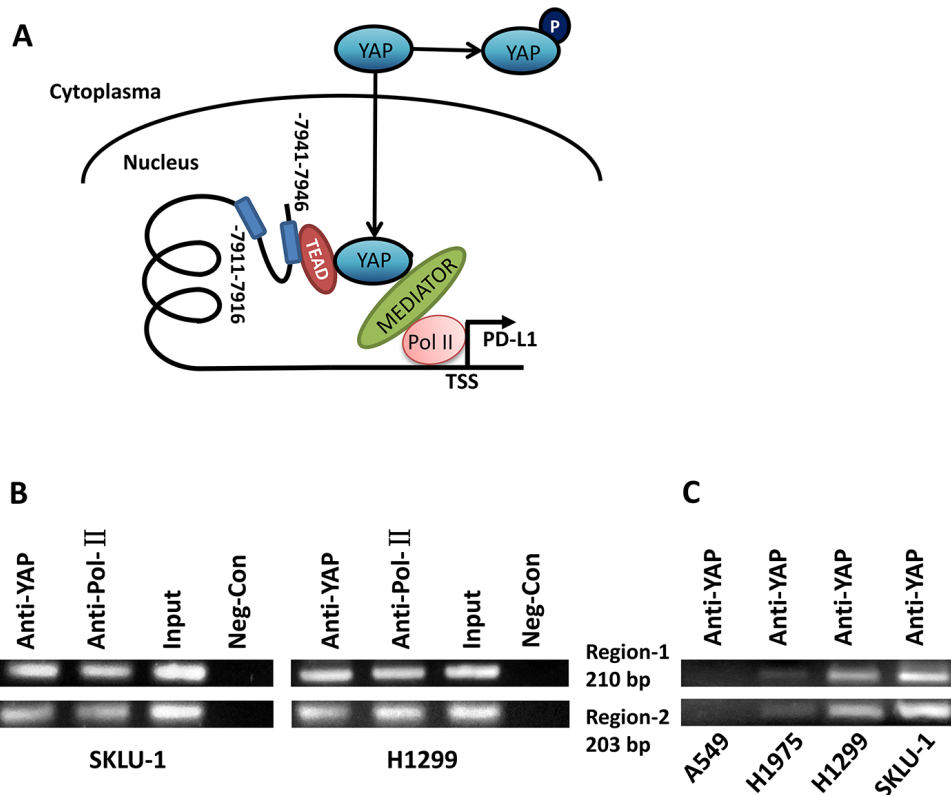 A
YAP
YAP
P
Cytoplasma
Nucleus
-7941-7946
-7911-7916
TEAD
YAP
MEDIATOR
Pol II
PD-L1
TSS
B
Anti-YAP
Anti-Pol-II
Input
Neg-Con
Anti-YAP
Anti-Pol-II
Input
Neg-Con
Region-1
210 bp
Region-2
203 bp
SKLU-1
H1299
C
Anti-YAP
Anti-YAP
Anti-YAP
Anti-YAP
A549
H1975
H1299
SKLU-1